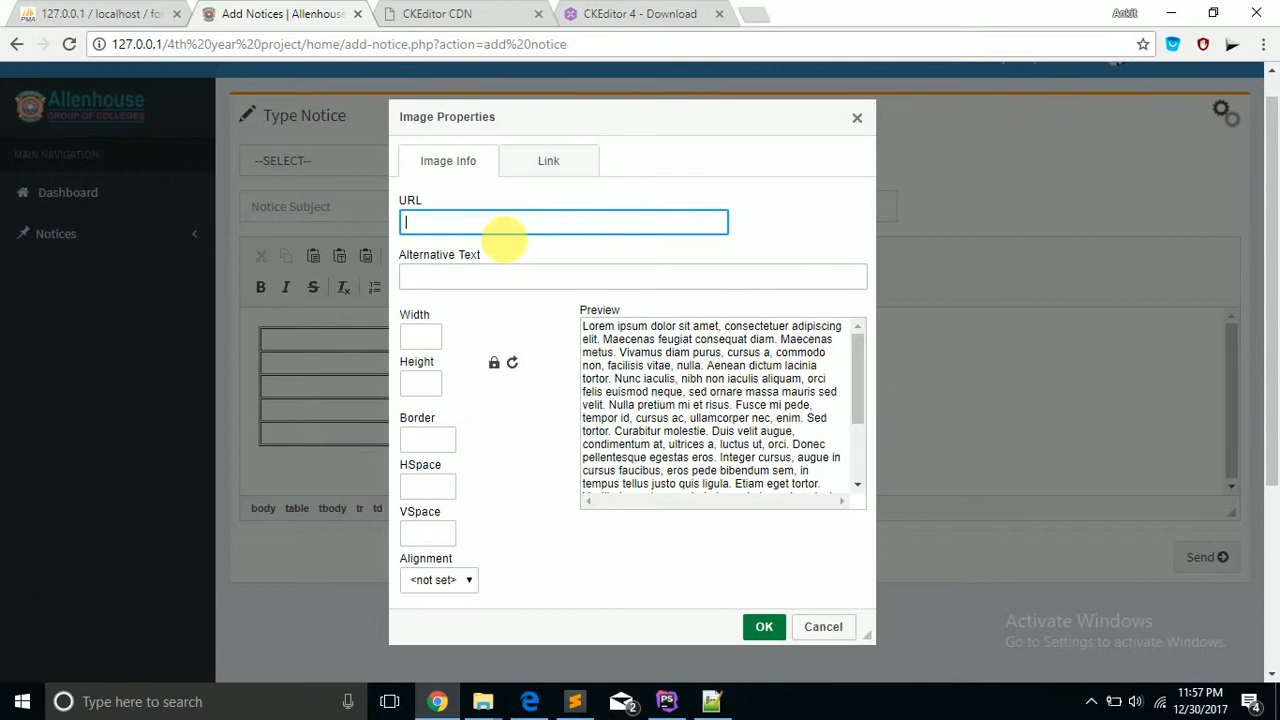 127.0.0.1 / localhost / fo
Add Notices | Allenhouse
CKEditor CDN
CKEditor 4 - Download
Ankit
127.0.0.1/4th%20year%20project/home/add-notice.php?action=add%20notice
Allenhouse
GROUP OF COLLEGES
MAIN NAVIGATION
Dashboard
Notices
Type Notice
--SELECT--
Notice Subject
B I S Tx
body table tbody tr td
Send
Image Properties
Image Info
Link
URL
Alternative Text
Width
Height
Border
HSpace
VSpace
Alignment
<not set>
Preview
Lorem ipsum dolor sit amet, consectetuer adipiscing
elit. Maecenas feugiat consequat diam. Maecenas
metus. Vivamus diam purus, cursus a, commodo
non, facilisis vitae, nulla. Aenean dictum lacinia
tortor. Nunc iaculis, nibh non iaculis aliquam, orci
felis euismod neque, sed ornare massa mauris sed
velit. Nulla pretium mi et risus. Fusce mi pede,
tempor id, cursus ac, ullamcorper nec, enim. Sed
tortor. Curabitur molestie. Duis velit augue,
condimentum at, ultrices a, luctus ut, orci. Donec
pellentesque egestas eros. Integer cursus, augue in
cursus faucibus, eros pede bibendum sem, in
tempus tellus justo quis ligula. Etiam eget tortor.
OK
Cancel
Activate Windows
Go to Settings to activate Windows.
Type here to search
2
PS
11:57 PM
12/30/2017
4